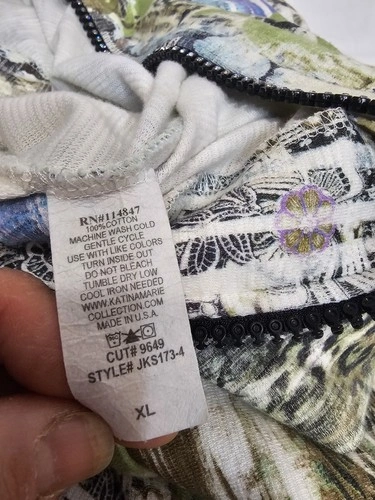 RN#114847
100%COTTON
MACHINE WASH COLD
GENTLE CYCLE
USE WITH LIKE COLORS
TURN INSIDE OUT
DO NOT BLEACH
TUMBLE DRY LOW
COOL IRON NEEDED
WWW.KATINAMARIE
COLLECTION.COM
MADE IN U.S.A.
CUT# 9649
STYLE# JKS173-4
XL